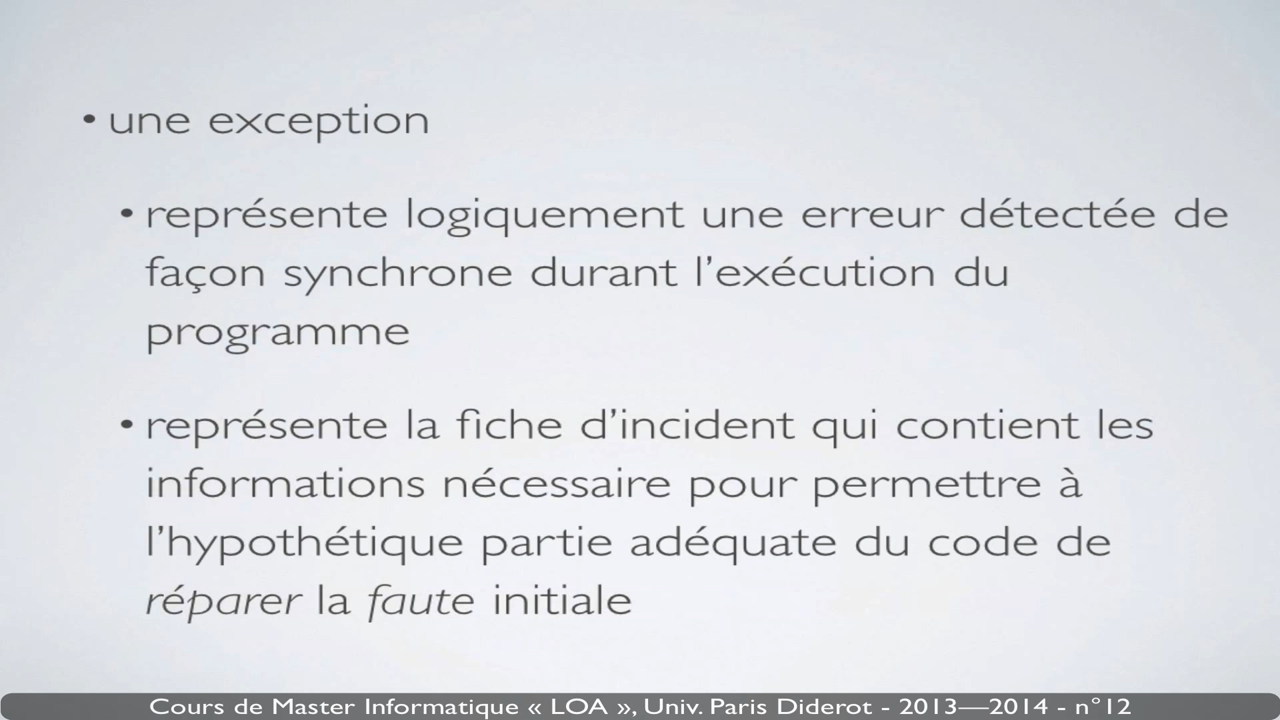 • une exception
• représente logiquement une erreur détectée de
façon synchrone durant l’exécution du
programme
• représente la fiche d’incident qui contient les
informations nécessaire pour permettre à
l’hypothétique partie adéquate du code de
réparer la faute initiale
Cours de Master Informatique « LOA », Univ. Paris Diderot - 2013—2014 - n°12